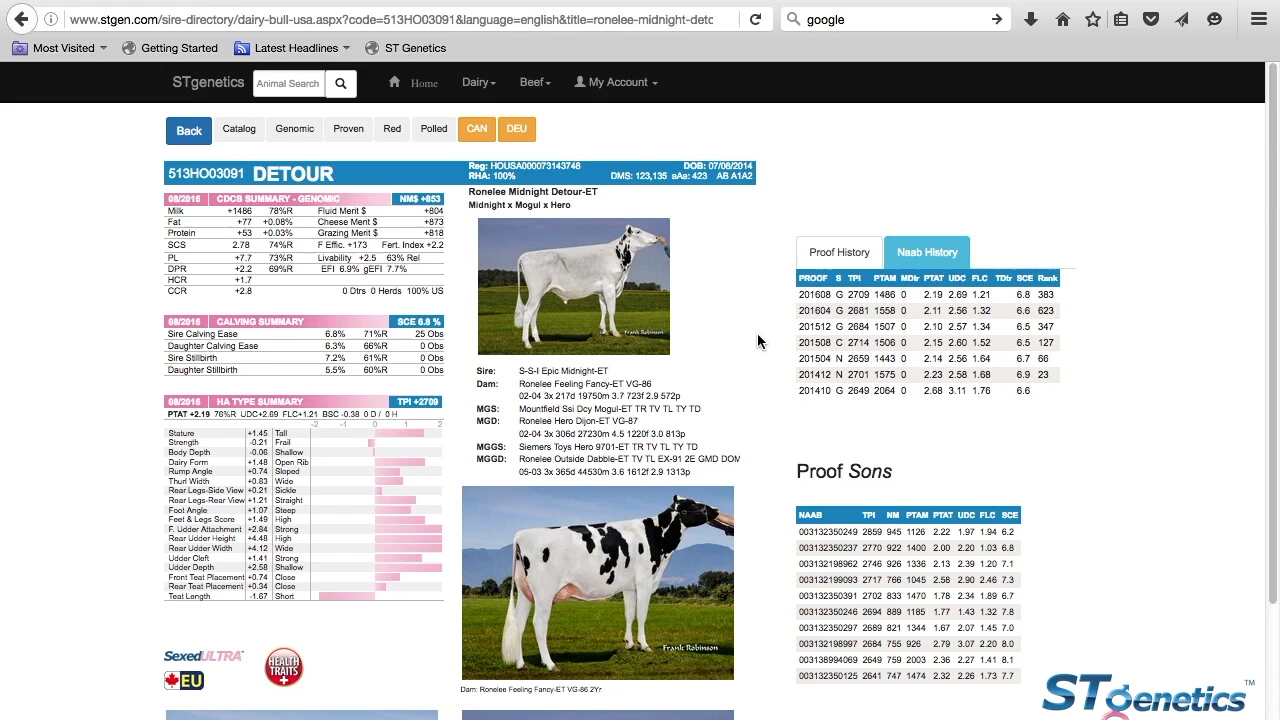 www.stgen.com/sire-directory/dairy-bull-usa.aspx?code=513HO03091&language=english&title=ronelee-midnight-deto
google
Most Visited
Getting Started
Latest Headlines
ST Genetics
STgenetics
Animal Search
Home
Dairy
Beef
My Account
Back
Catalog
Genomic
Proven
Red
Polled
CAN
DEU
513HO03091 DETOUR
Reg: HOUSA000073143748 DOB: 07/08/2014
RHA: 100% DMS: 123,135 aAa: 423 AB A1A2
08/2016 CDCB SUMMARY - GENOMIC NM$ +853
Milk +1486 78%R Fluid Merit $ +804
Fat +77 +0.08% Cheese Merit $ +873
Protein +53 +0.03% Grazing Merit $ +818
SCS 2.78 74%R F Effic. +173 Fert. Index +2.2
PL +7.7 73%R Livability +2.5 63% Rel
DPR +2.2 69%R EFI 6.9% gEFI 7.7%
HCR +1.7
CCR +2.8 0 Dtrs 0 Herds 100% US
08/2016 CALVING SUMMARY SCE 6.8 %
Sire Calving Ease 6.8% 71%R 25 Obs
Daughter Calving Ease 6.3% 66%R 0 Obs
Sire Stillbirth 7.2% 61%R 0 Obs
Daughter Stillbirth 5.5% 60%R 0 Obs
08/2016 HA TYPE SUMMARY TPI +2709
PTAT +2.19 76%R UDC+2.69 FLC+1.21 BSC -0.38 0 D / 0 H
-2 -1 0 1 2
Stature +1.45 Tall
Strength -0.21 Frail
Body Depth -0.06 Shallow
Dairy Form +1.48 Open Rib
Rump Angle +0.74 Sloped
Thurl Width +0.83 Wide
Rear Legs-Side View +0.21 Sickle
Rear Legs-Rear View +1.21 Straight
Foot Angle +1.07 Steep
Feet & Legs Score +1.49 High
F. Udder Attachment +2.84 Strong
Rear Udder Height +4.48 High
Rear Udder Width +4.12 Wide
Udder Cleft +1.41 Strong
Udder Depth +2.58 Shallow
Front Teat Placement +0.74 Close
Rear Teat Placement +0.34 Close
Teat Length -1.67 Short
SexedULTRA™
EU
HEALTH TRAITS +
Ronelee Midnight Detour-ET
Midnight x Mogul x Hero
Frank Robinson
Sire: S-S-I Epic Midnight-ET
Dam: Ronelee Feeling Fancy-ET VG-86
02-04 3x 217d 19750m 3.7 723f 2.9 572p
MGS: Mountfield Ssi Dcy Mogul-ET TR TV TL TY TD
MGD: Ronelee Hero Dijon-ET VG-87
02-04 3x 306d 27230m 4.5 1220f 3.0 813p
MGGS: Siemers Toys Hero 9701-ET TR TV TL TY TD
MGGD: Ronelee Outside Dabble-ET TV TL EX-91 2E GMD DOM
05-03 3x 365d 44530m 3.6 1612f 2.9 1313p
Frank Robinson
Dam: Ronelee Feeling Fancy-ET VG-86 2Yr
Proof History
Naab History
PROOF S TPI PTAM MDtr PTAT UDC FLC TDtr SCE Rank
201608 G 2709 1486 0 2.19 2.69 1.21 6.8 383
201604 G 2681 1558 0 2.11 2.56 1.32 6.6 623
201512 G 2684 1507 0 2.10 2.57 1.34 6.5 347
201508 C 2714 1506 0 2.15 2.60 1.52 6.5 127
201504 N 2659 1443 0 2.14 2.56 1.64 6.7 66
201412 N 2701 1575 0 2.23 2.58 1.68 6.9 23
201410 G 2649 2064 0 2.68 3.11 1.76 6.6
Proof Sons
NAAB TPI NM PTAM PTAT UDC FLC SCE
003132350249 2859 945 1126 2.22 1.97 1.94 6.2
003132350237 2770 922 1400 2.00 2.20 1.03 6.8
003132198962 2746 926 1336 2.13 2.39 1.20 7.1
003132199093 2717 766 1045 2.58 2.90 2.46 7.3
003132350391 2702 833 1470 1.78 2.34 1.89 6.7
003132350246 2694 889 1185 1.77 1.43 1.32 7.8
003132350297 2689 821 1344 1.67 2.07 1.45 7.0
003132198997 2684 755 926 2.79 3.07 2.20 8.0
003138994069 2649 759 2003 2.36 2.27 1.41 8.1
003132350125 2641 747 1474 2.32 2.26 1.73 7.7
STgenetics™